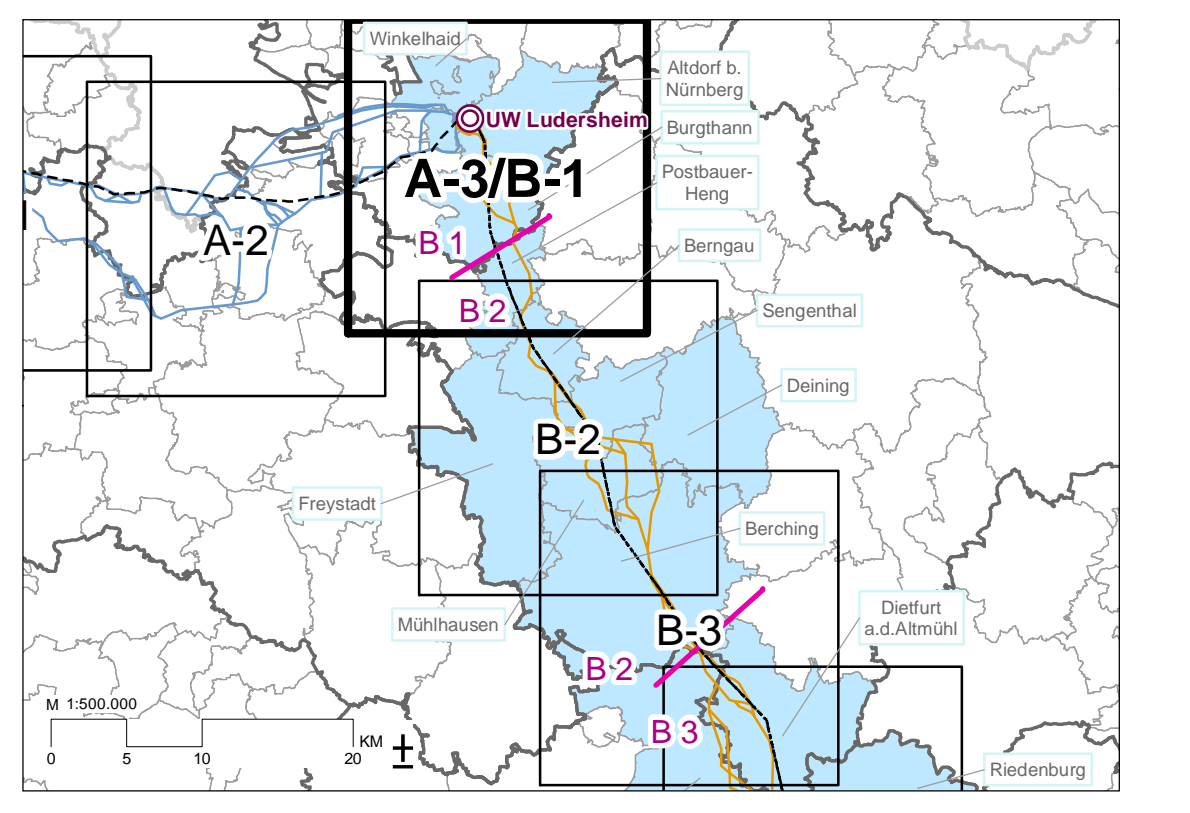 Winkelhaid
Altdorf b.
Nürnberg
UW Ludersheim
Burgthann
A-3/B-1
Postbauer-
Heng
A-2
B 1
Berngau
B 2
Sengenthal
Deining
B-2
Freystadt
Berching
Mühlhausen
Dietfurt
a.d.Altmühl
B-3
B 2
B 3
M 1:500.000
KM
0 5 10 20
±
Riedenburg